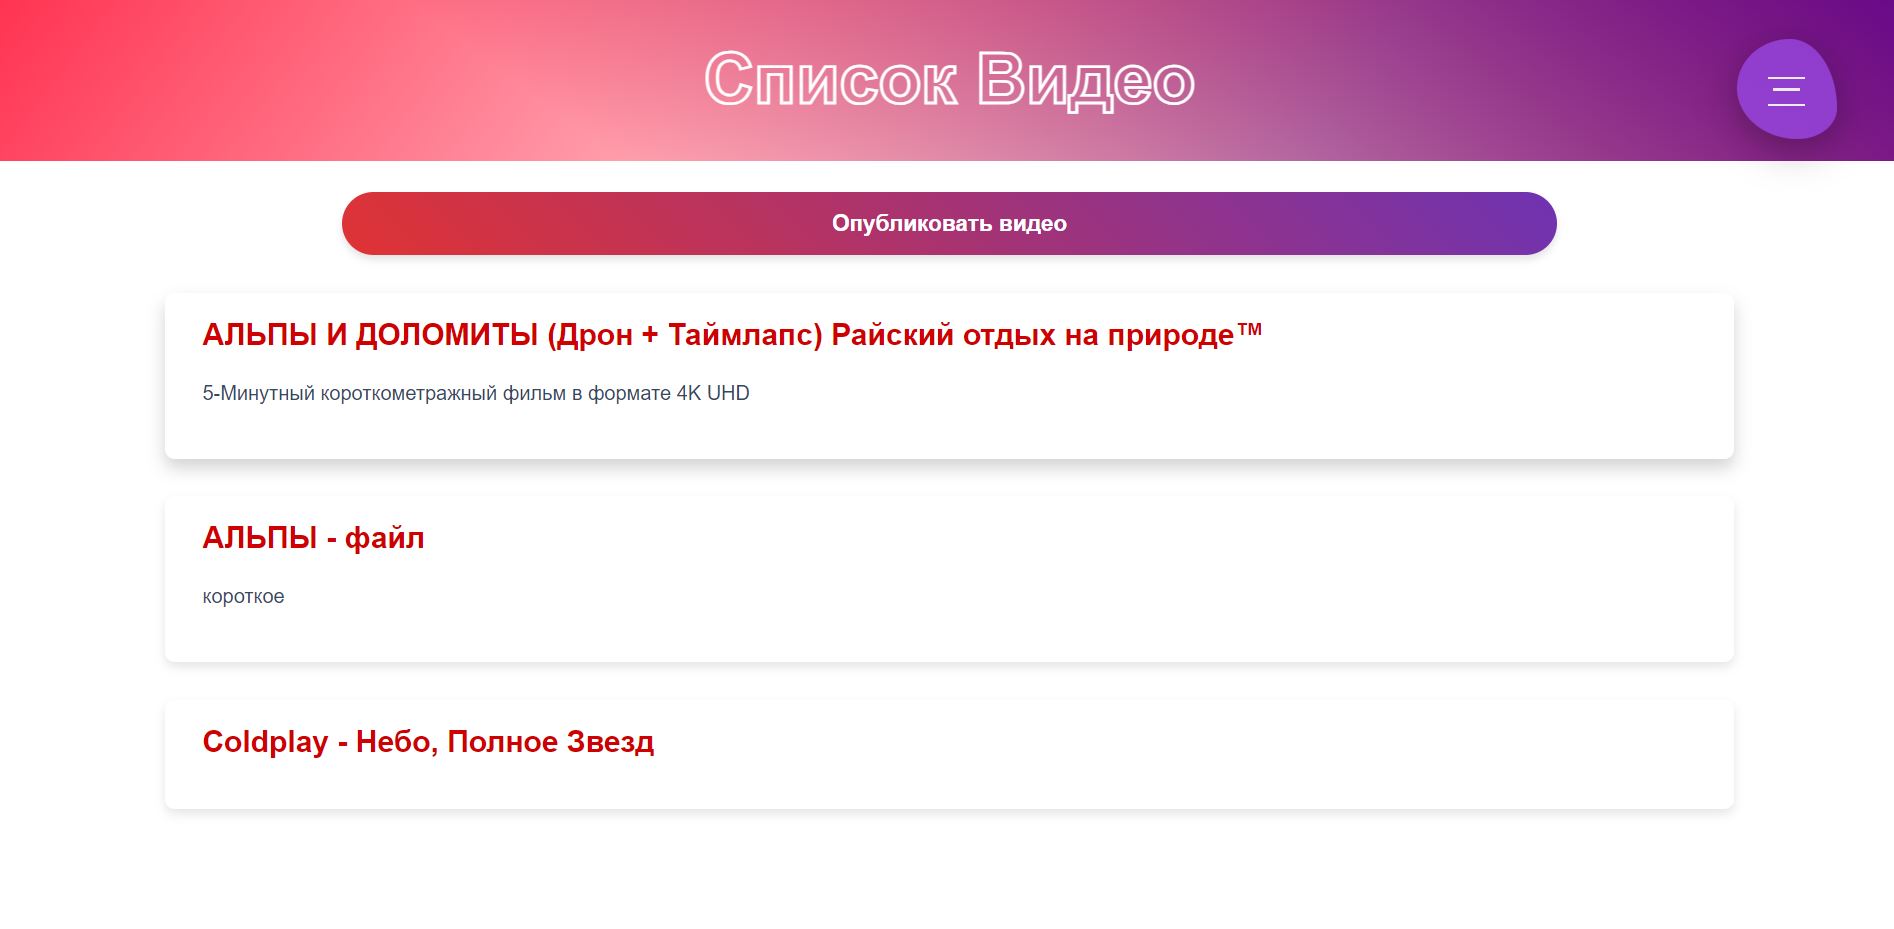 Список Видео
Опубликовать видео
АЛЬПЫ И ДОЛОМИТЫ (Дрон + Таймлапс) Райский отдых на природе™
5-Минутный короткометражный фильм в формате 4K UHD
АЛЬПЫ - файл
короткое
Coldplay - Небо, Полное Звезд